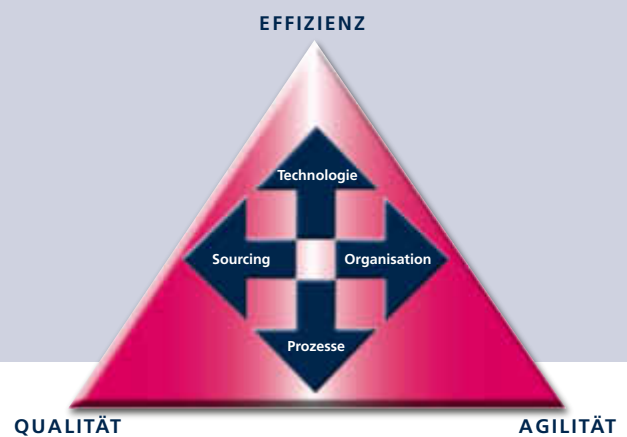 EFFIZIENZ
Technologie
Sourcing
Organisation
Prozesse
QUALITÄT
AGILITÄT